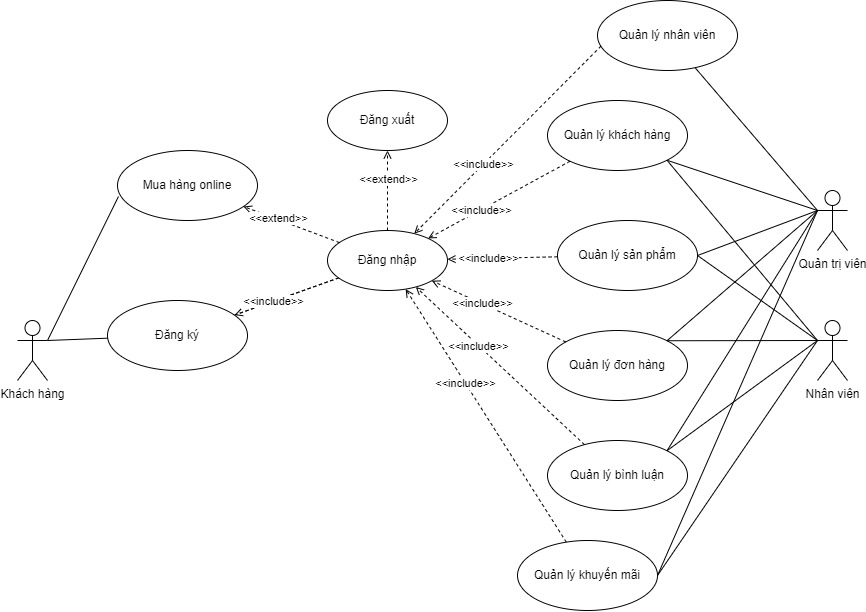 Quản lý nhân viên
Đăng xuất
Quản lý khách hàng
<<include>>
<<extend>>
Mua hàng online
<<include>>
<<extend>>
Đăng nhập
<<include>>
Quản lý sản phẩm
Quản trị viên
<<include>>
<<include>>
Đăng ký
<<include>>
Quản lý đơn hàng
<<include>>
Khách hàng
Nhân viên
Quản lý bình luận
Quản lý khuyến mãi